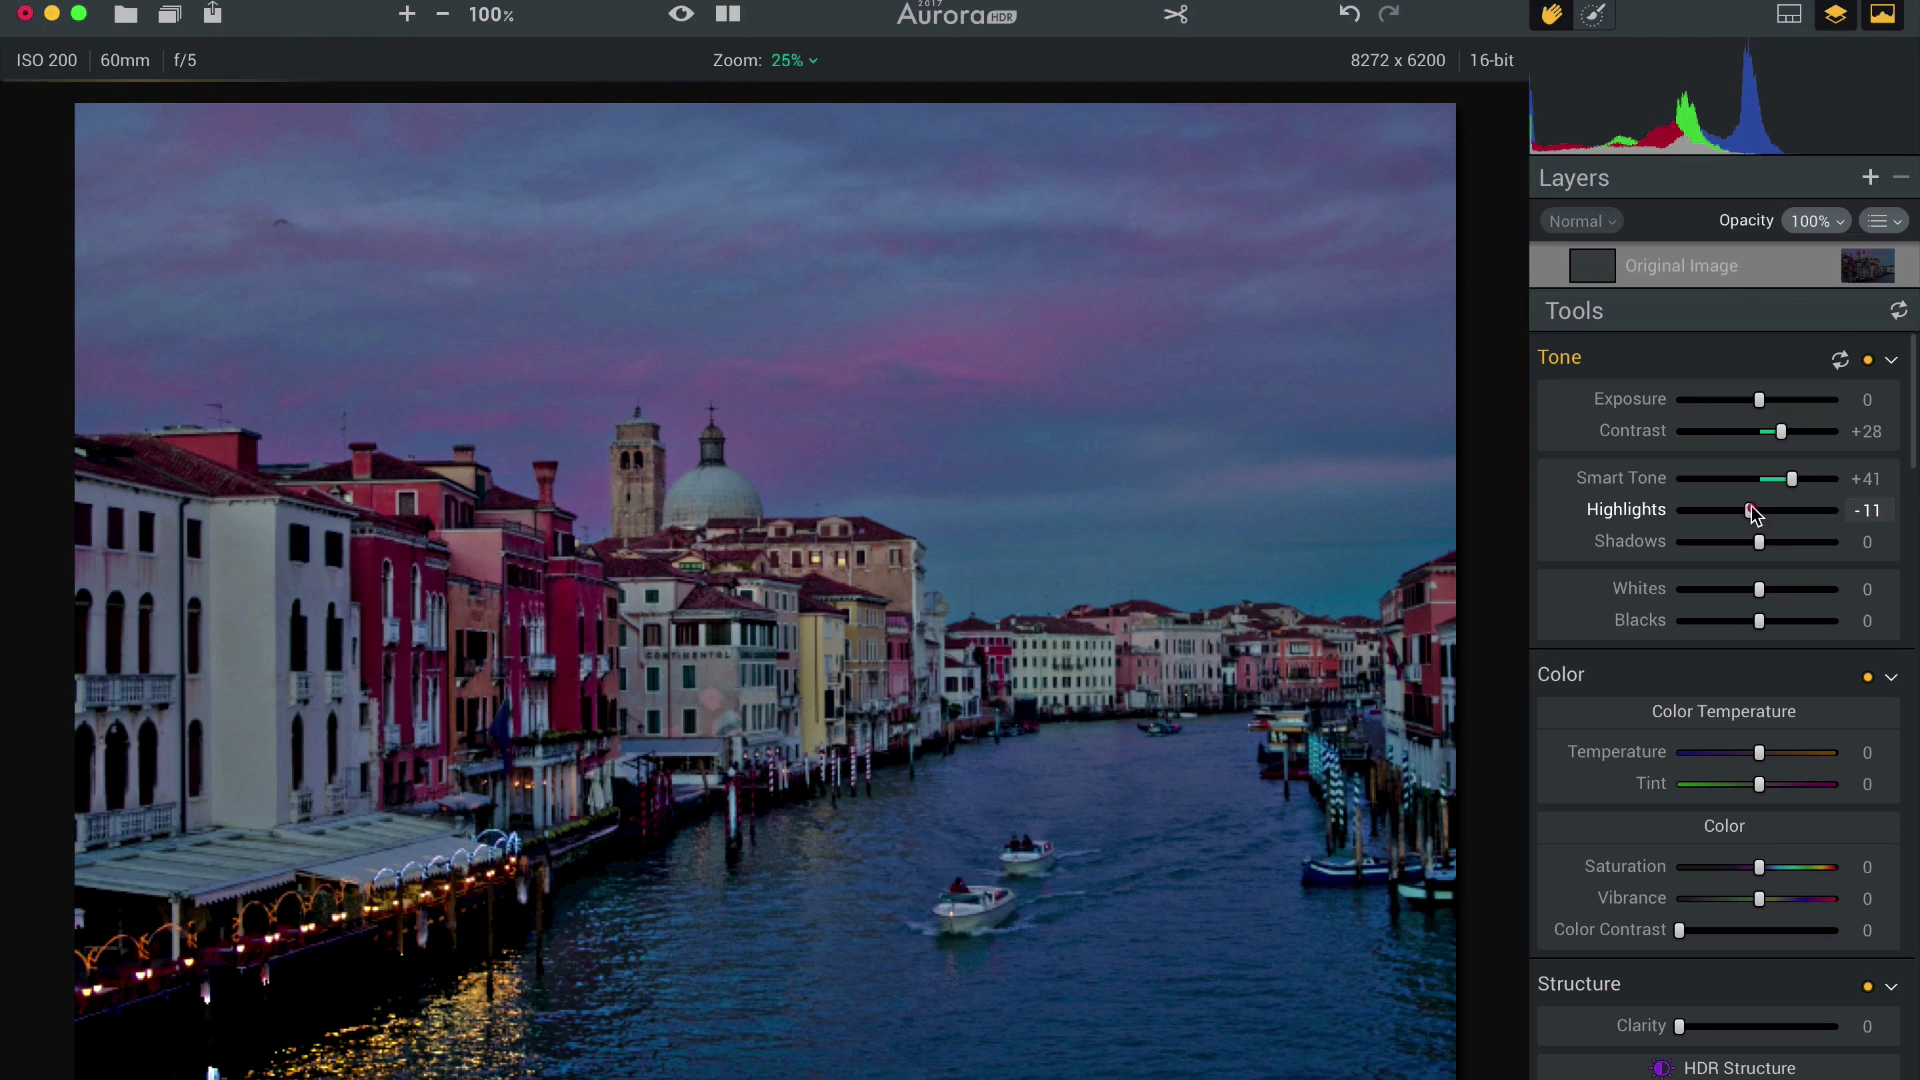 100%
2017
Aurora HDR
ISO 200 60mm f/5
Zoom: 25%
8272 x 6200 16-bit
Layers
Normal Opacity 100%
Original Image
Tools
Tone
Exposure 0
Contrast +28
Smart Tone +41
Highlights -11
Shadows 0
Whites 0
Blacks 0
Color
Color Temperature
Temperature 0
Tint 0
Color
Saturation 0
Vibrance 0
Color Contrast 0
Structure
Clarity 0
HDR Structure
CONTINENTAL